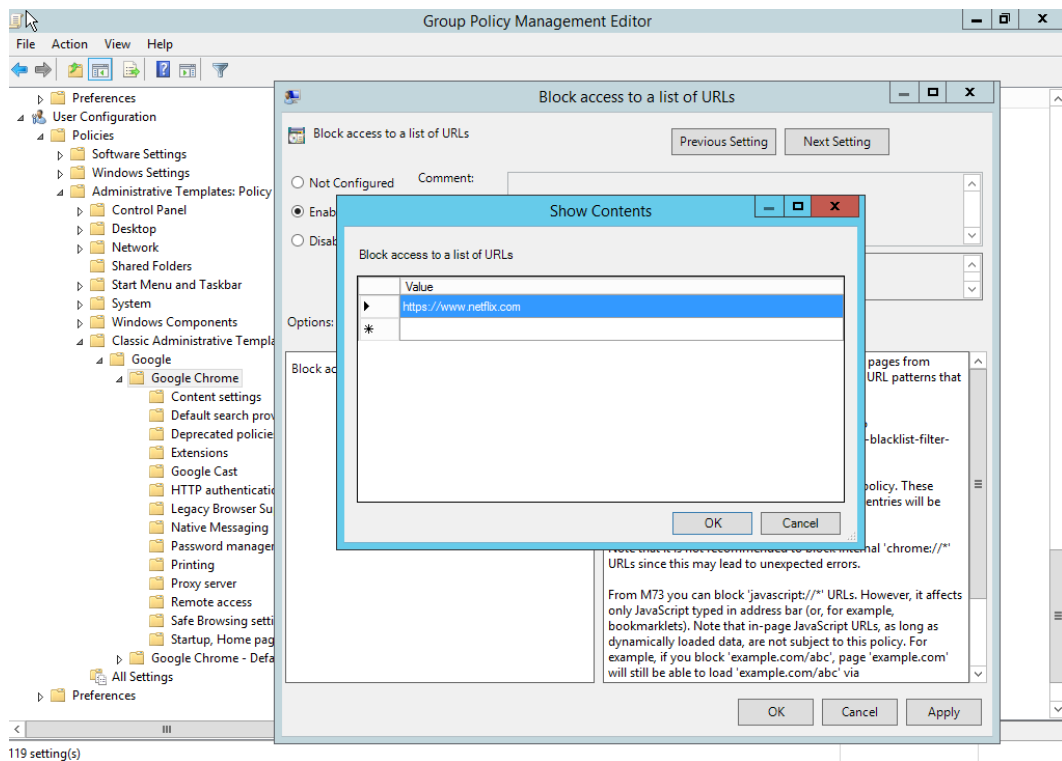 Group Policy Management Editor
File Action View Help
Preferences
User Configuration
Policies
Software Settings
Windows Settings
Administrative Templates: Policy
Control Panel
Desktop
Network
Shared Folders
Start Menu and Taskbar
System
Windows Components
Classic Administrative Templa
Google
Google Chrome
Content settings
Default search prov
Deprecated policie
Extensions
Google Cast
HTTP authenticatio
Legacy Browser Su
Native Messaging
Password manager
Printing
Proxy server
Remote access
Safe Browsing setti
Startup, Home pag
Google Chrome - Defa
All Settings
Preferences
119 setting(s)
Block access to a list of URLs
Block access to a list of URLs
Previous Setting Next Setting
Not Configured Comment:
Enab
Disab
Options:
Block ac
Show Contents
Block access to a list of URLs
Value
https://www.netflix.com
OK Cancel
pages from
URL patterns that
-blacklist-filter-
policy. These
entries will be
Note that it is not recommended to block internal 'chrome://*'
URLs since this may lead to unexpected errors.
From M73 you can block 'javascript://*' URLs. However, it affects
only JavaScript typed in address bar (or, for example,
bookmarklets). Note that in-page JavaScript URLs, as long as
dynamically loaded data, are not subject to this policy. For
example, if you block 'example.com/abc', page 'example.com'
will still be able to load 'example.com/abc' via
OK Cancel Apply